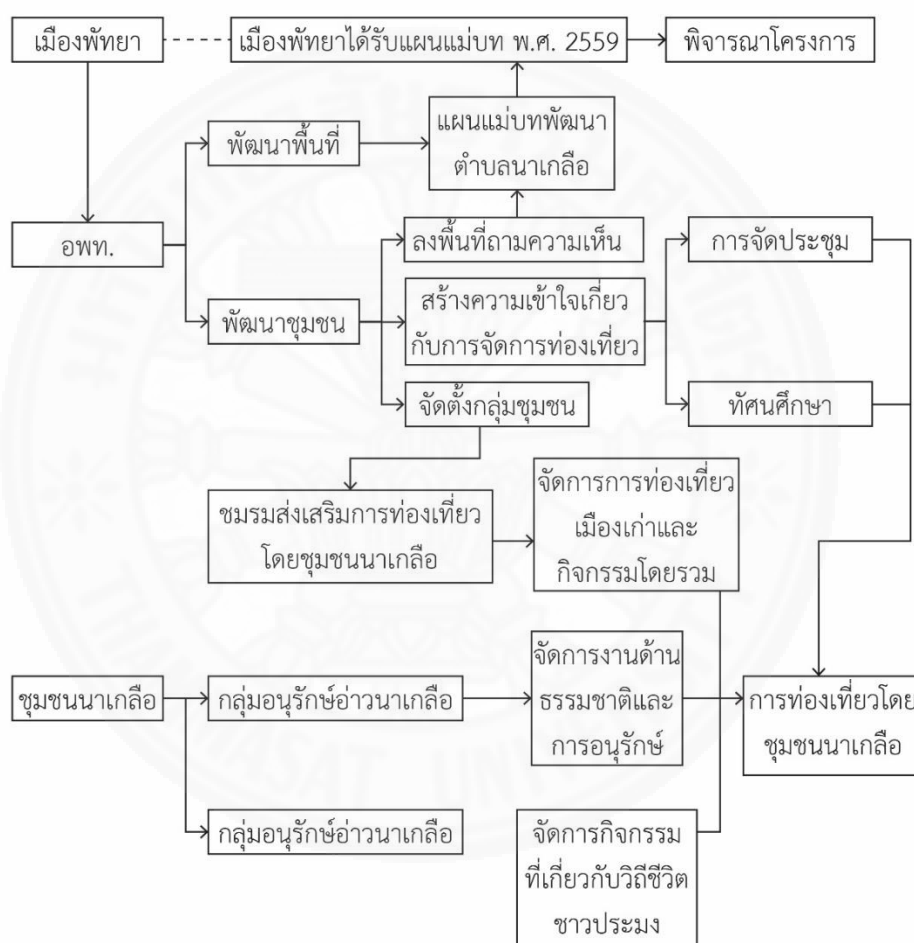 เมืองพัทยา
เมืองพัทยาได้รับแผนแม่บท พ.ศ. 2559
พิจารณาโครงการ
พัฒนาพื้นที่
แผนแม่บทพัฒนา
ตำบลนาเกลือ
อพท.
ลงพื้นที่ถามความเห็น
การจัดประชุม
พัฒนาชุมชน
สร้างความเข้าใจเกี่ยว
กับการจัดการท่องเที่ยว
จัดตั้งกลุ่มชุมชน
ทัศนศึกษา
ชมรมส่งเสริมการท่องเที่ยว
โดยชุมชนนาเกลือ
จัดการการท่องเที่ยว
เมืองเก่าและ
กิจกรรมโดยรวม
ชุมชนนาเกลือ
กลุ่มอนุรักษ์อ่าวนาเกลือ
จัดการงานด้าน
ธรรมชาติและ
การอนุรักษ์
การท่องเที่ยวโดย
ชุมชนนาเกลือ
กลุ่มอนุรักษ์อ่าวนาเกลือ
จัดการกิจกรรม
ที่เกี่ยวกับวิถีชีวิต
ชาวประมง
THAMMASAT UNIVERSITY